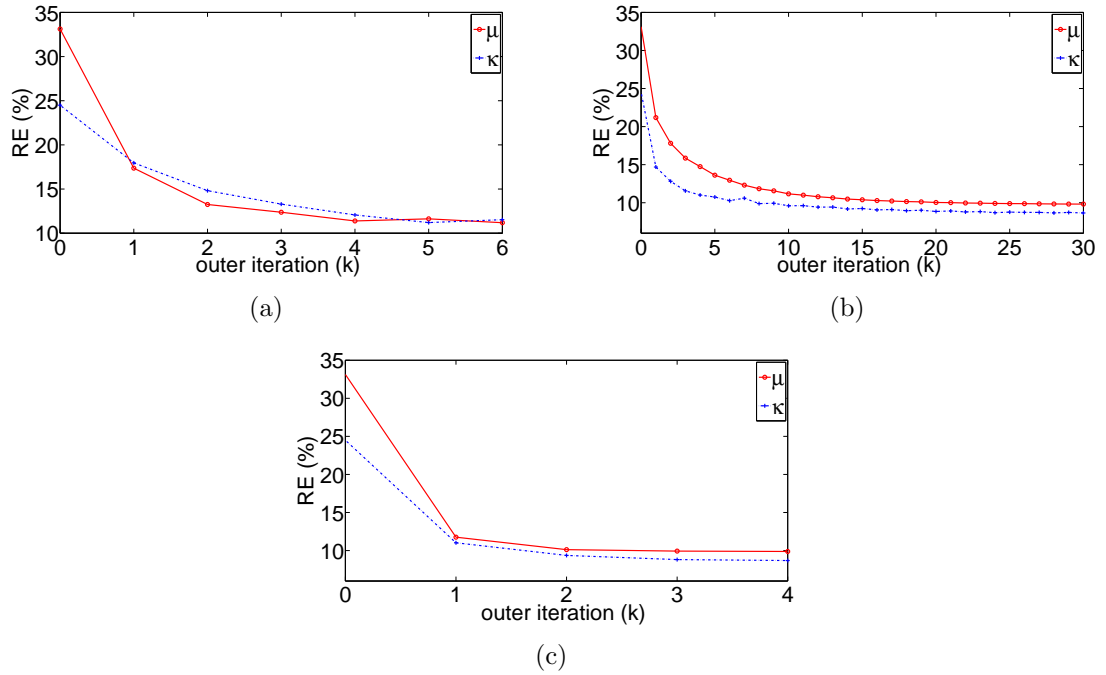 35
30
25
20
15
10
RE (%)
0 1 2 3 4 5 6
outer iteration (k)
μ
κ
(a)
35
30
25
20
15
10
RE (%)
0 5 10 15 20 25 30
outer iteration (k)
μ
κ
(b)
35
30
25
20
15
10
RE (%)
0 1 2 3 4
outer iteration (k)
μ
κ
(c)